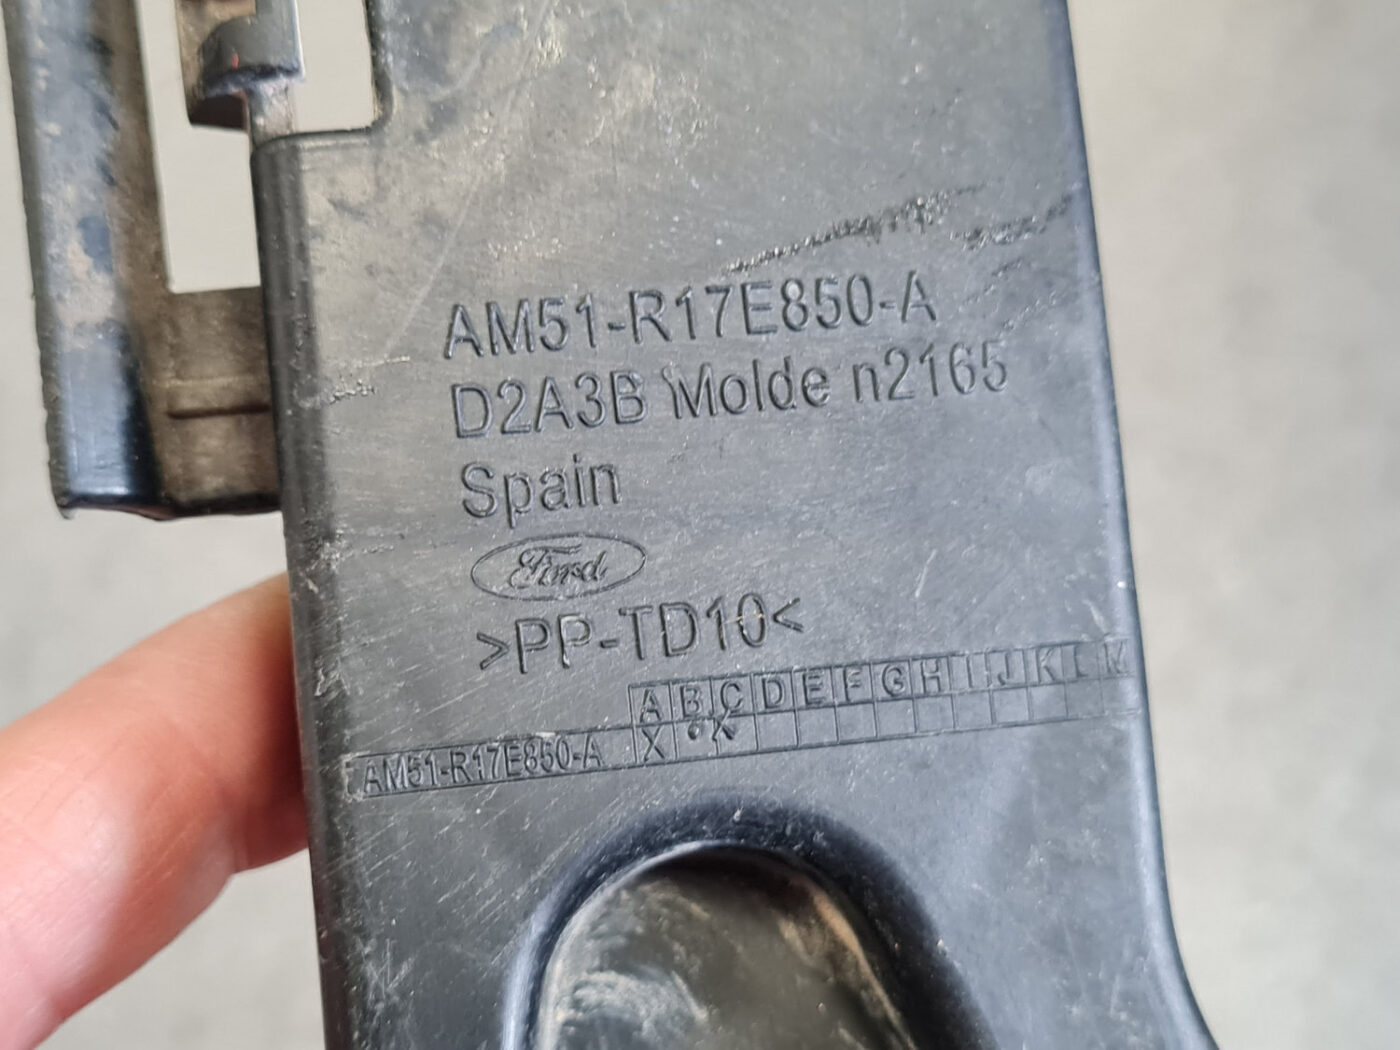 AM51-R17E850-A
D2A3B Molde n2165
Spain
Ford
>PP-TD10<
A B C D E F G H I J K L M
AM51-R17E850-A X